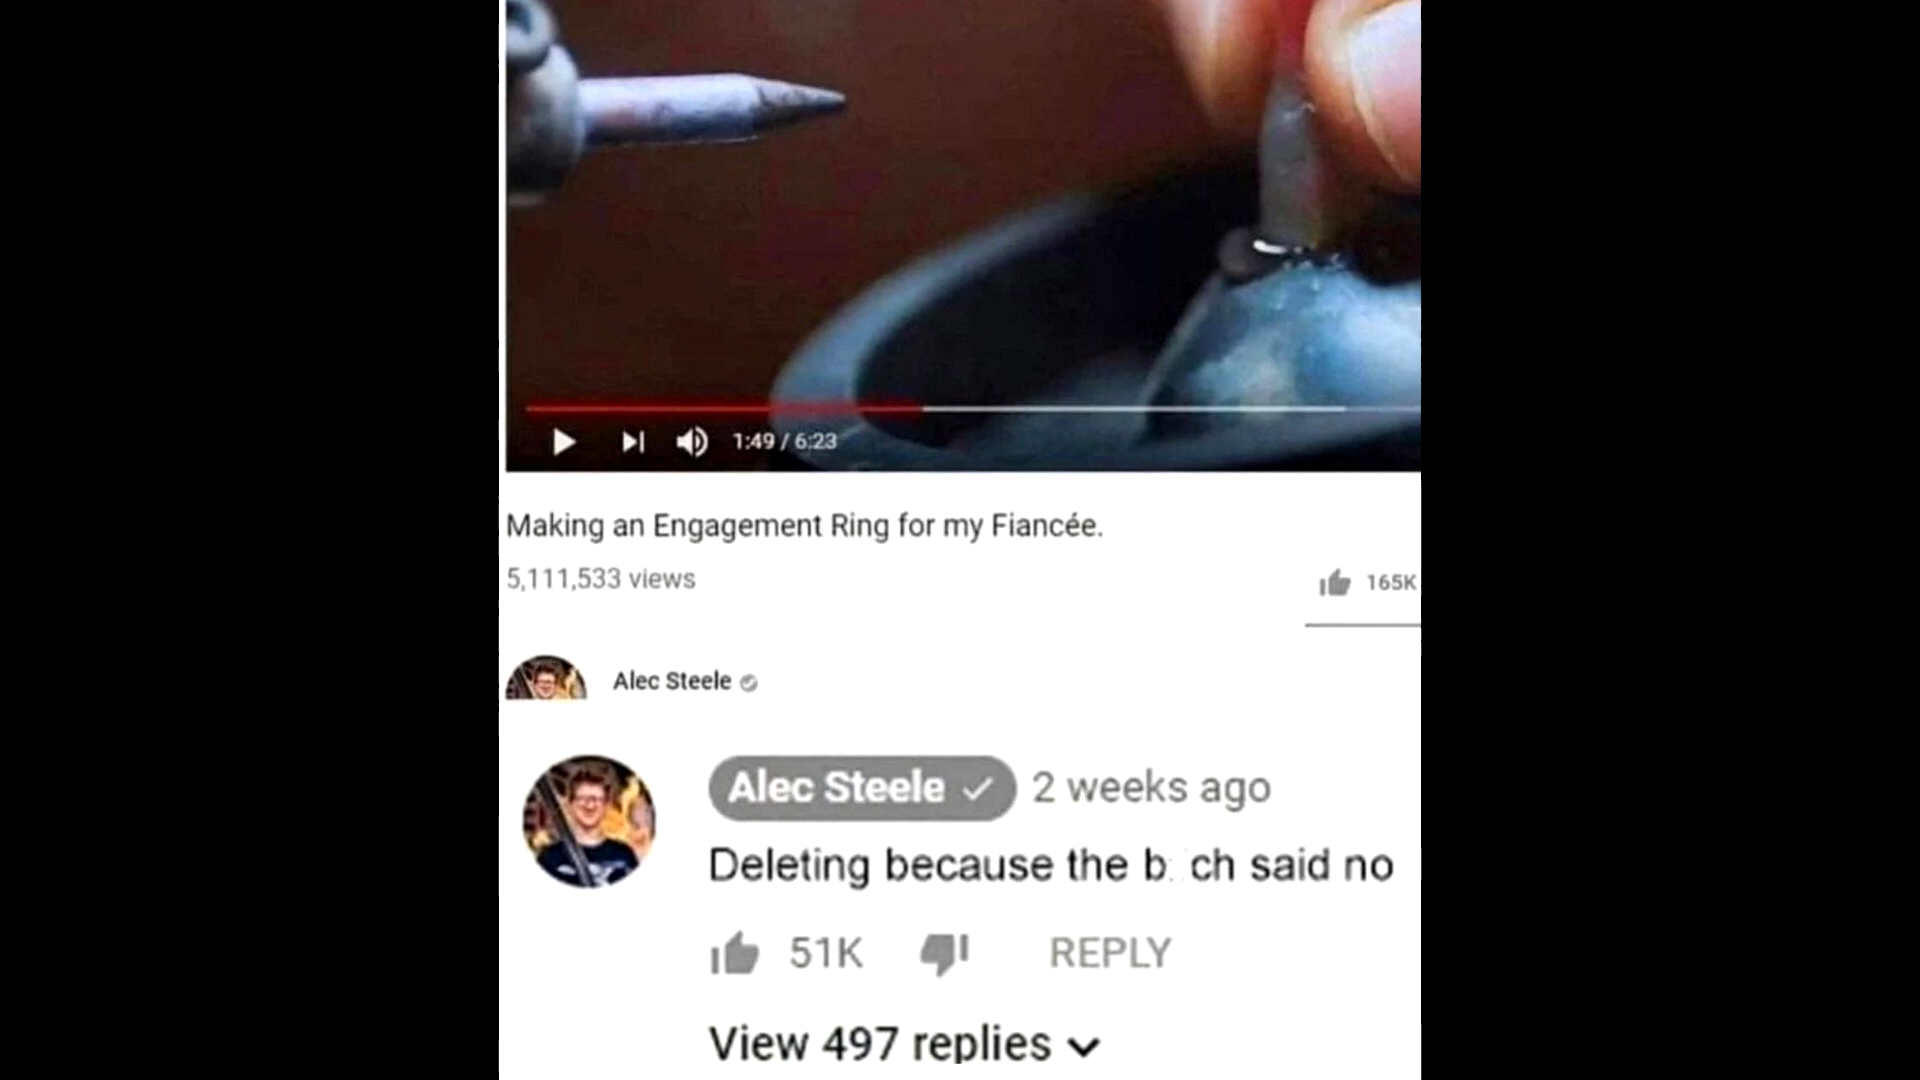 1:49 / 6:23
Making an Engagement Ring for my Fiancée.
5,111,533 views
165K
Alec Steele
Alec Steele
2 weeks ago
Deleting because the b ch said no
51K
REPLY
View 497 replies